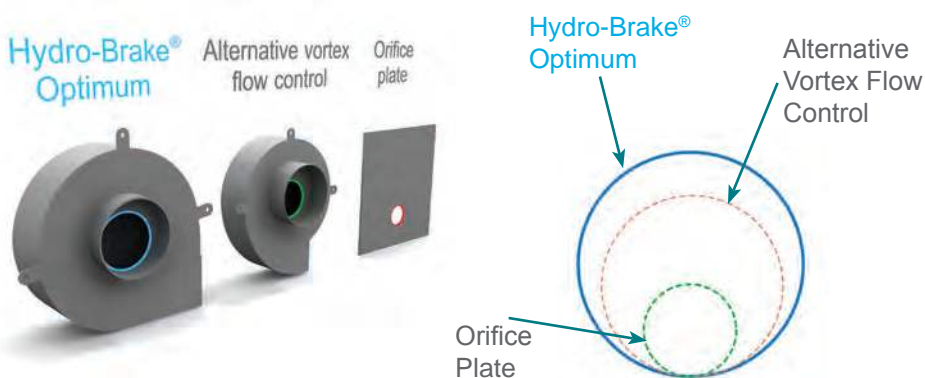 Hydro-Brake®
Optimum
Alternative vortex
flow control
Orifice
plate
Hydro-Brake®
Optimum
Alternative
Vortex Flow
Control
Orifice
Plate